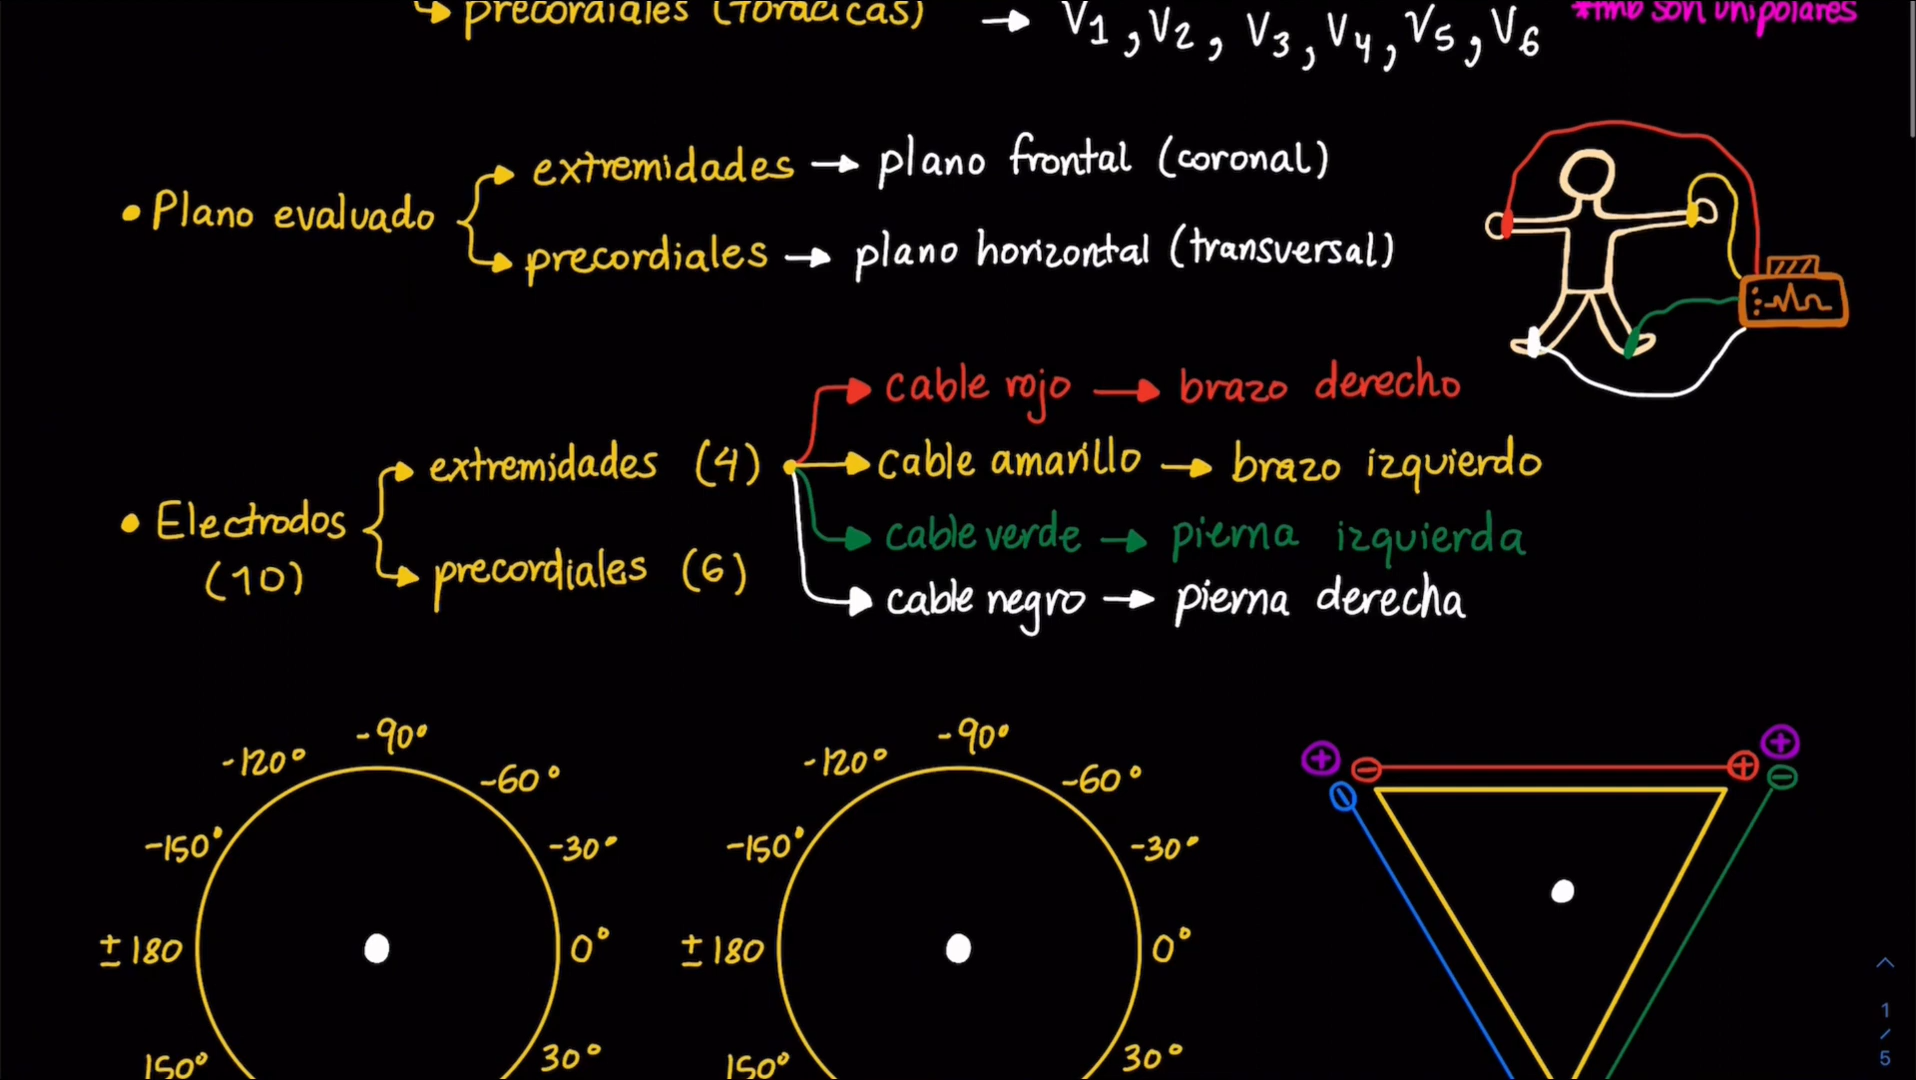 precordiales (torácicas) → V1, V2, V3, V4, V5, V6
*tmb son unipolares
• Plano evaluado
extremidades → plano frontal (coronal)
precordiales → plano horizontal (transversal)
• Electrodos
(10)
extremidades (4)
precordiales (6)
cable rojo → brazo derecho
cable amarillo → brazo izquierdo
cable verde → pierna izquierda
cable negro → pierna derecha
-120° -90° -60° -30° 0° 30°
-150° ±180 150°
-120° -90° -60° -30° 0° 30°
-150° ±180 150°
+ - + + -
1
/
5